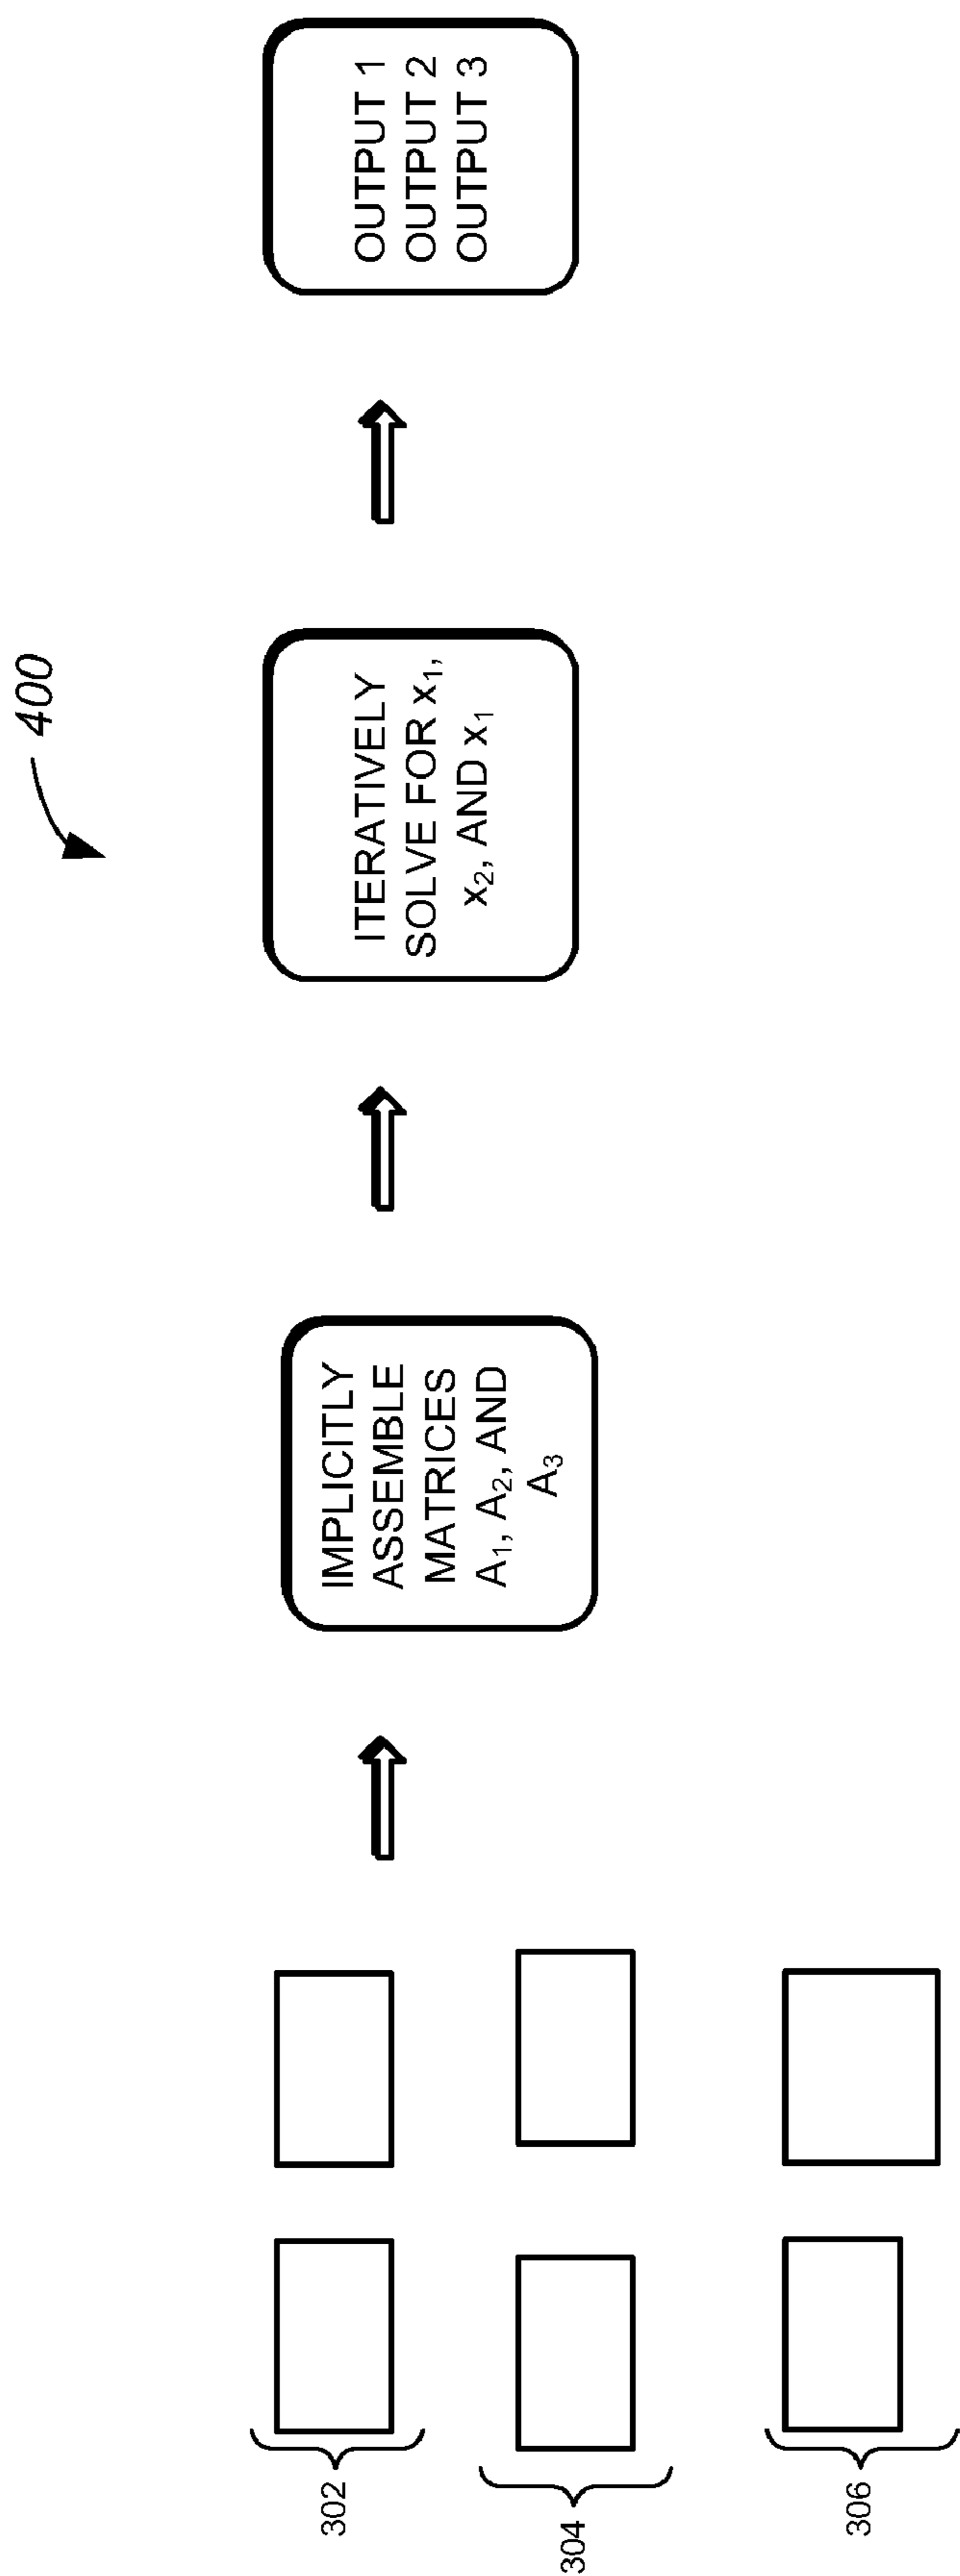 400
302
304
306
IMPLICITLY
ASSEMBLE
MATRICES
A₁, A₂, AND
A₃
ITERATIVELY
SOLVE FOR x₁,
x₂, AND x₁
OUTPUT 1
OUTPUT 2
OUTPUT 3